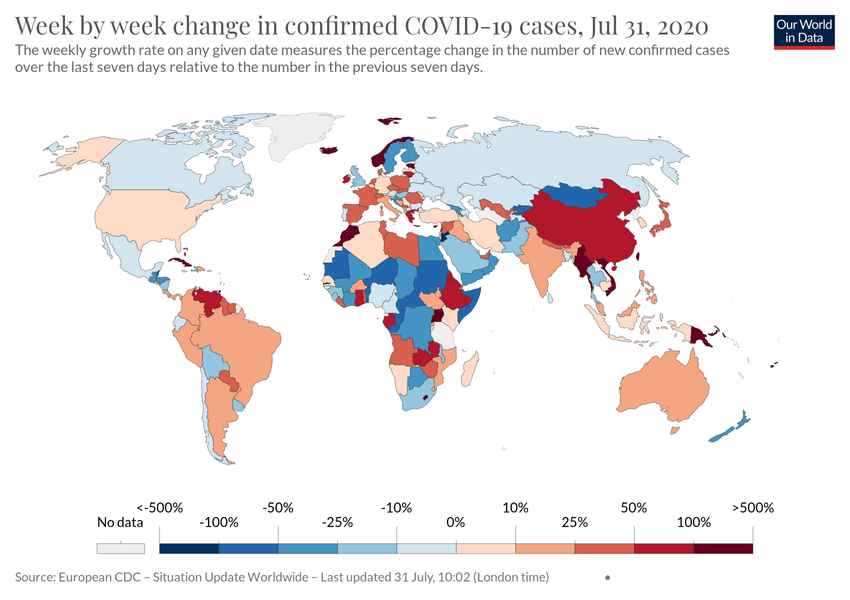 Week by week change in confirmed COVID-19 cases, Jul 31, 2020
Our World
in Data
The weekly growth rate on any given date measures the percentage change in the number of new confirmed cases
over the last seven days relative to the number in the previous seven days.
<-500% -50% -10% 10% 50% >500%
No data -100% -25% 0% 25% 100%
Source: European CDC – Situation Update Worldwide – Last updated 31 July, 10:02 (London time)